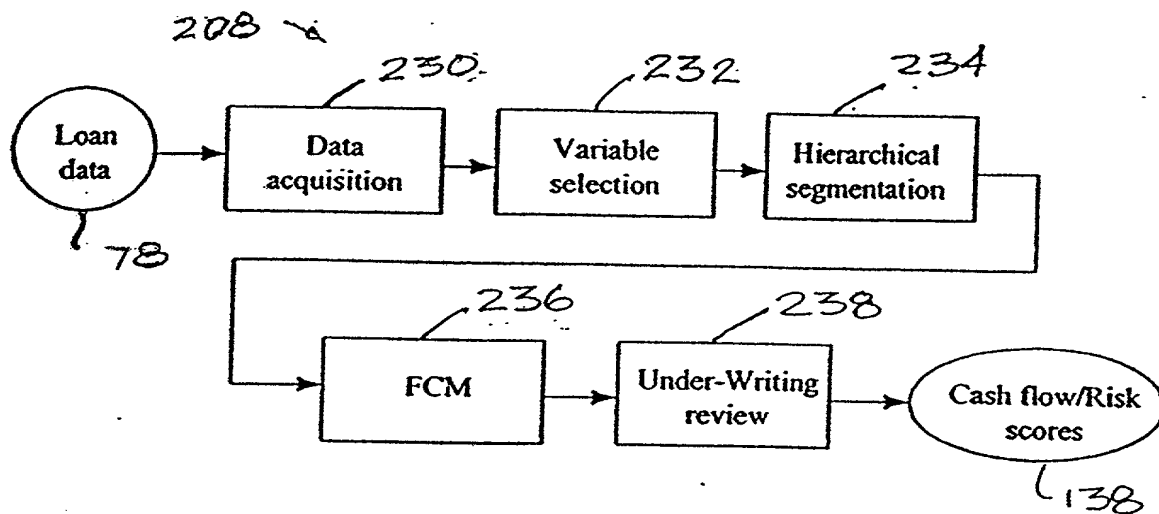 208
230
232
234
Loan
data
Data
acquisition
Variable
selection
Hierarchical
segmentation
78
236
238
FCM
Under-Writing
review
Cash flow/Risk
scores
138